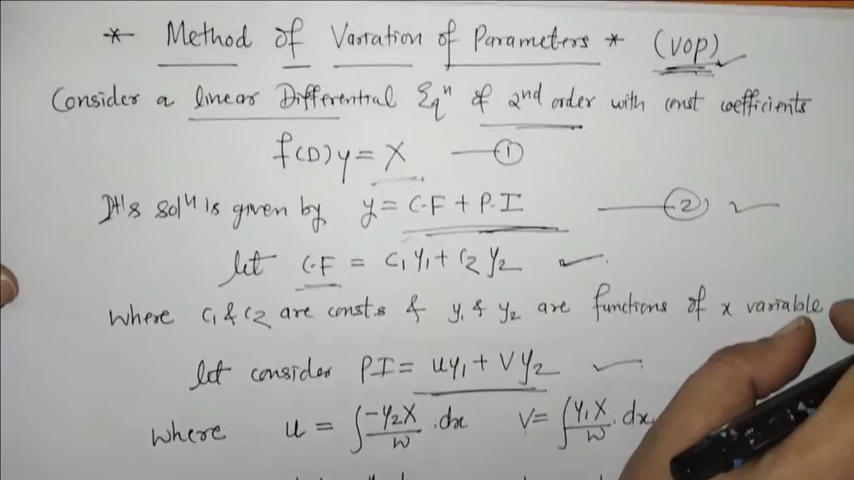 * Method of Variation of Parameters * (VOP)
Consider a linear Differential Eqⁿ of 2nd order with const coefficients
f(D)y = X —①
It's solⁿ is given by y = C.F + P.I —②
let C.F = C₁y₁ + C₂y₂
where C₁ & C₂ are consts & y₁ & y₂ are functions of x variable
let consider P.I = uy₁ + Vy₂
where u = ∫ -y₂X/w .dx V = ∫ y₁X/w .dx